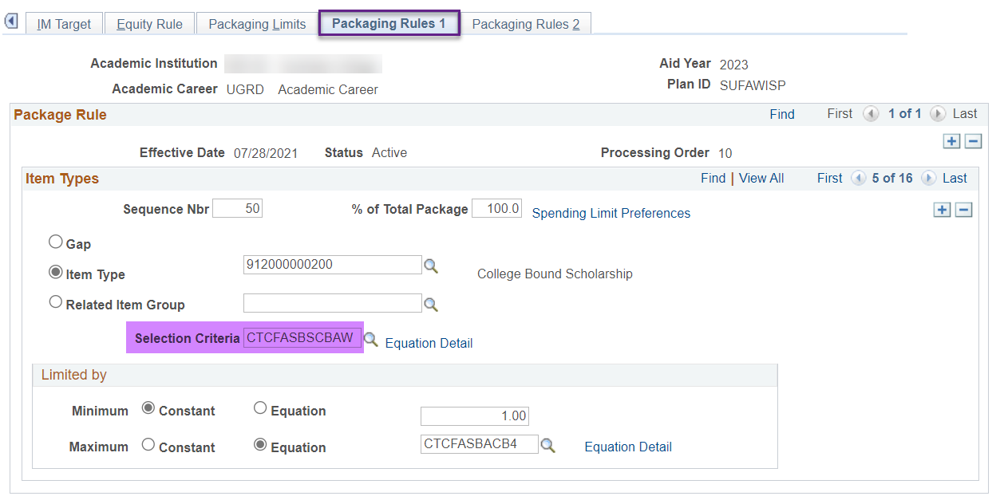 IM Target Equity Rule Packaging Limits Packaging Rules 1 Packaging Rules 2
Academic Institution Aid Year 2023
Academic Career UGRD Academic Career Plan ID SUFAWISP
Package Rule Find First 1 of 1 Last
Effective Date 07/28/2021 Status Active Processing Order 10
Item Types Find | View All First 5 of 16 Last
Sequence Nbr 50 % of Total Package 100.0 Spending Limit Preferences
Gap
Item Type 912000000200 College Bound Scholarship
Related Item Group
Selection Criteria CTCFASBSCBAW Equation Detail
Limited by
Minimum Constant Equation 1.00
Maximum Constant Equation CTCFASBACB4 Equation Detail